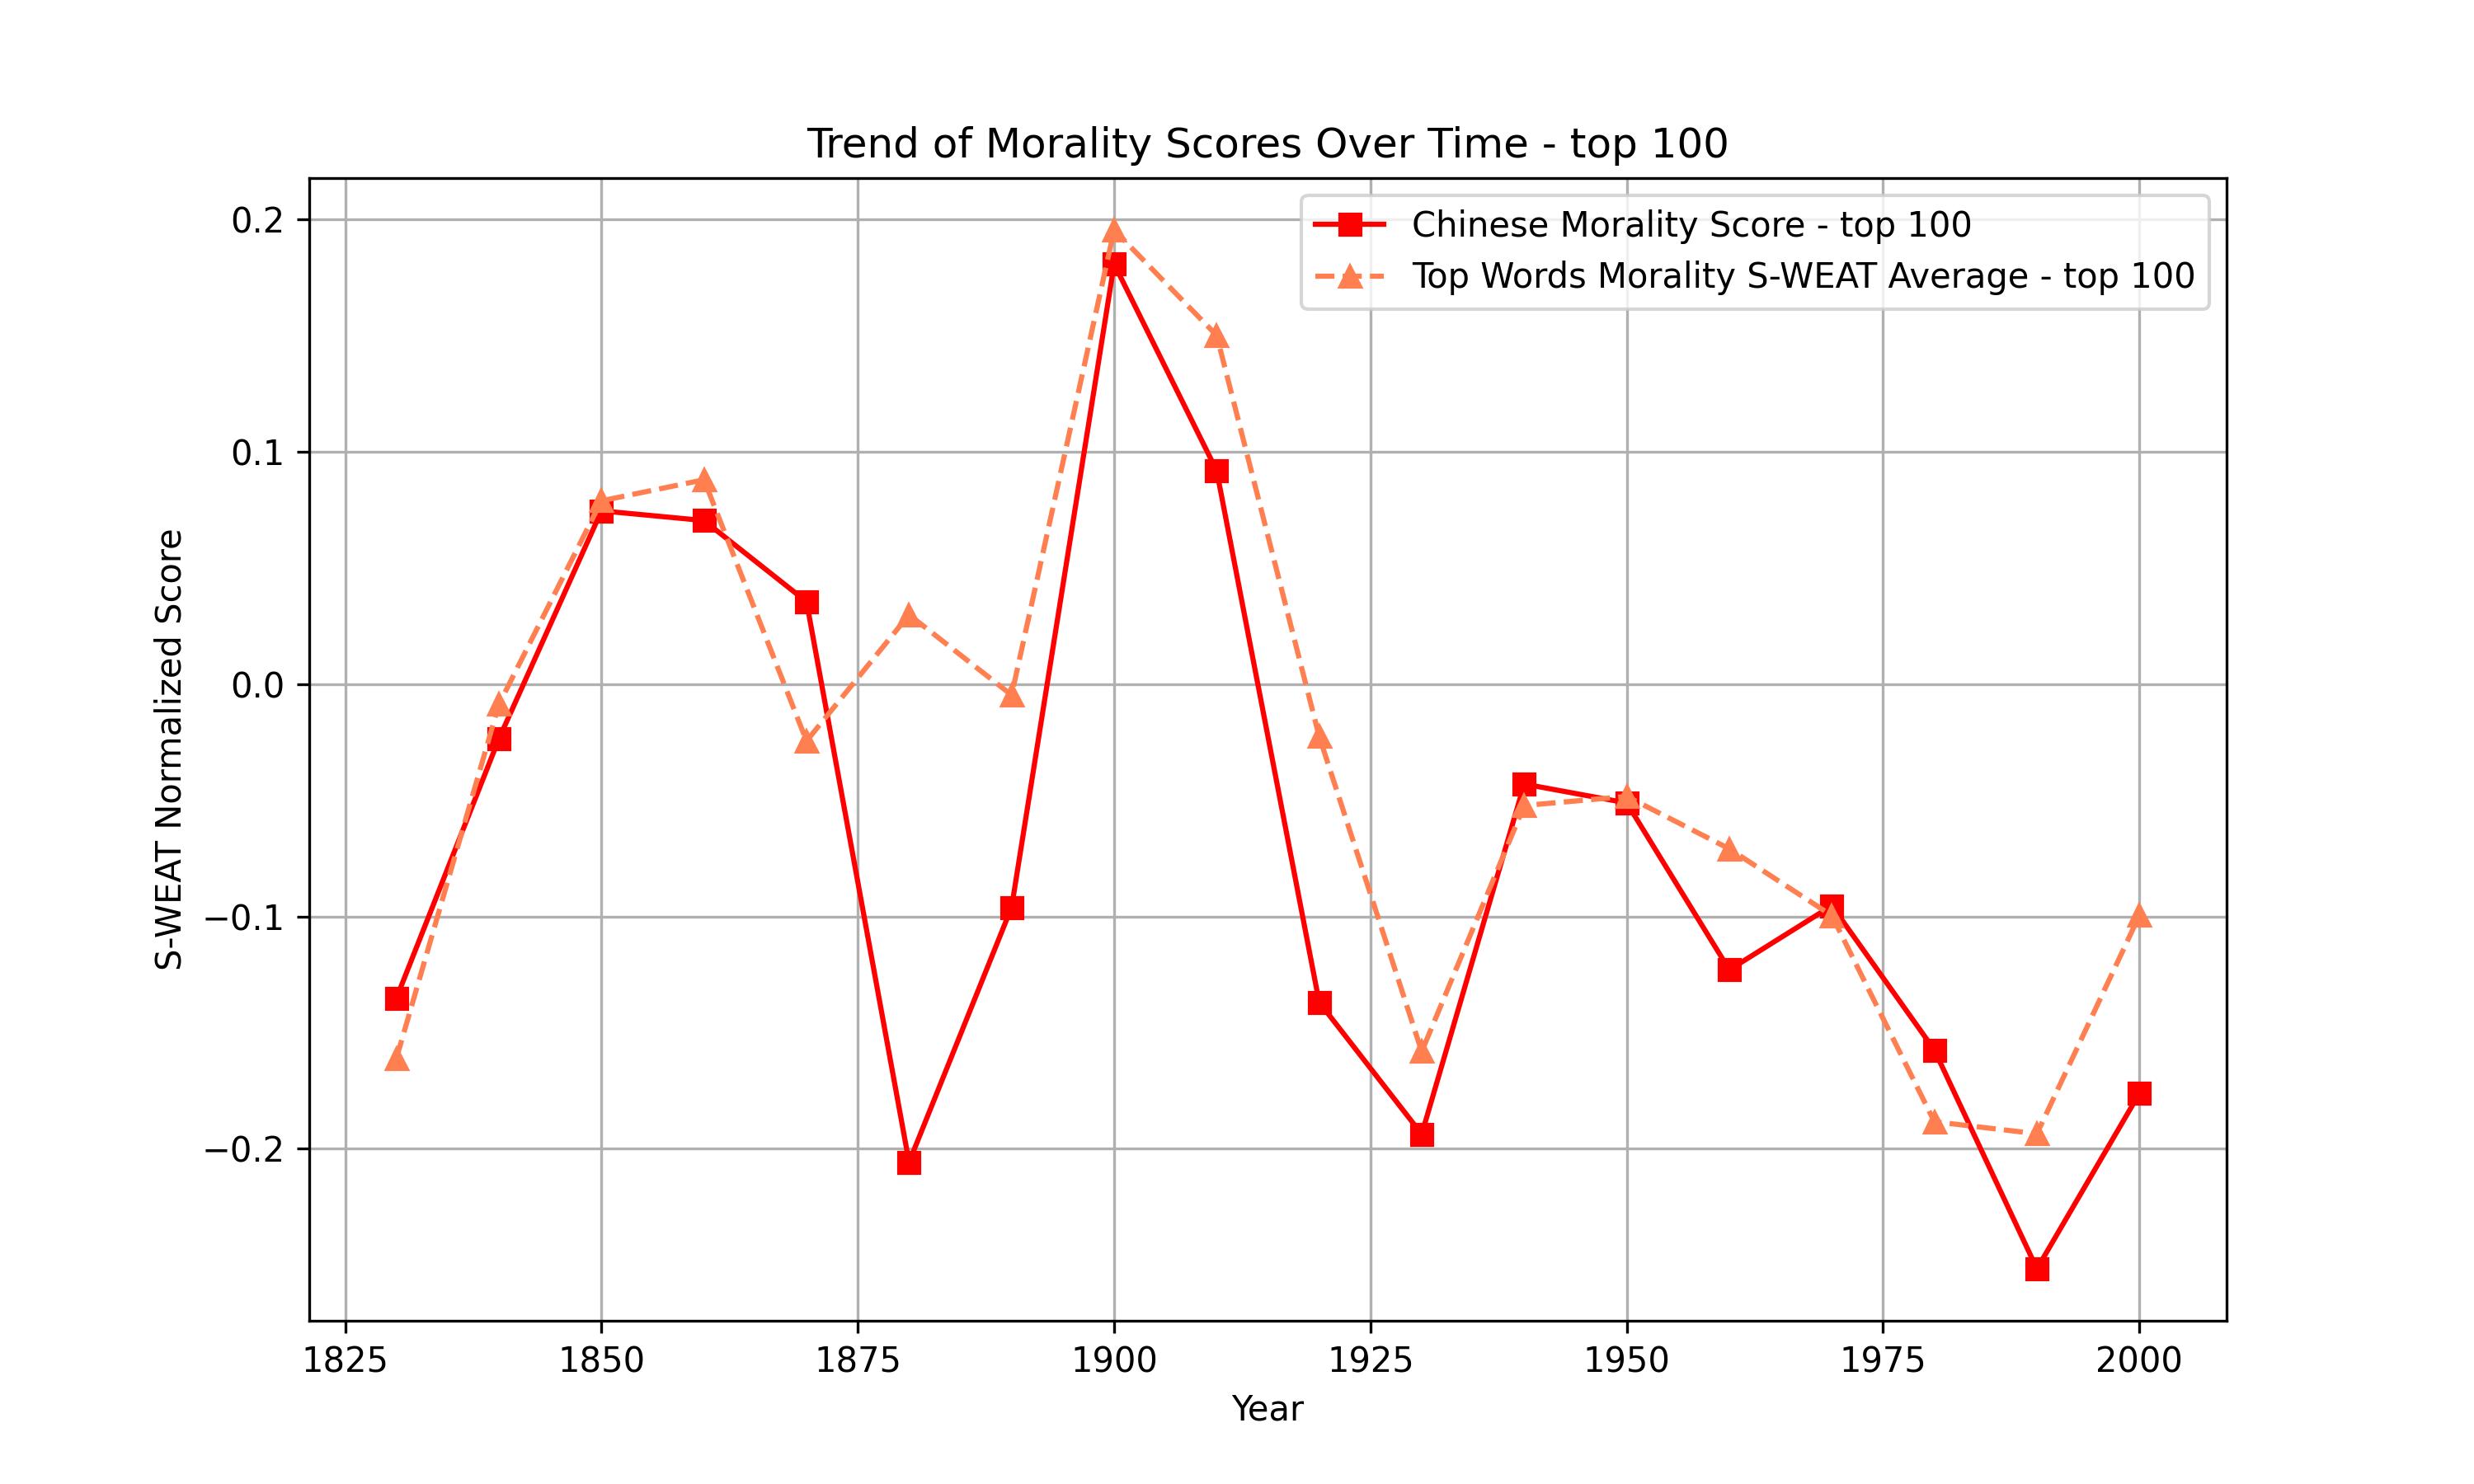 Trend of Morality Scores Over Time - top 100
Chinese Morality Score - top 100
Top Words Morality S-WEAT Average - top 100
S-WEAT Normalized Score
0.2
0.1
0.0
−0.1
−0.2
1825 1850 1875 1900 1925 1950 1975 2000
Year